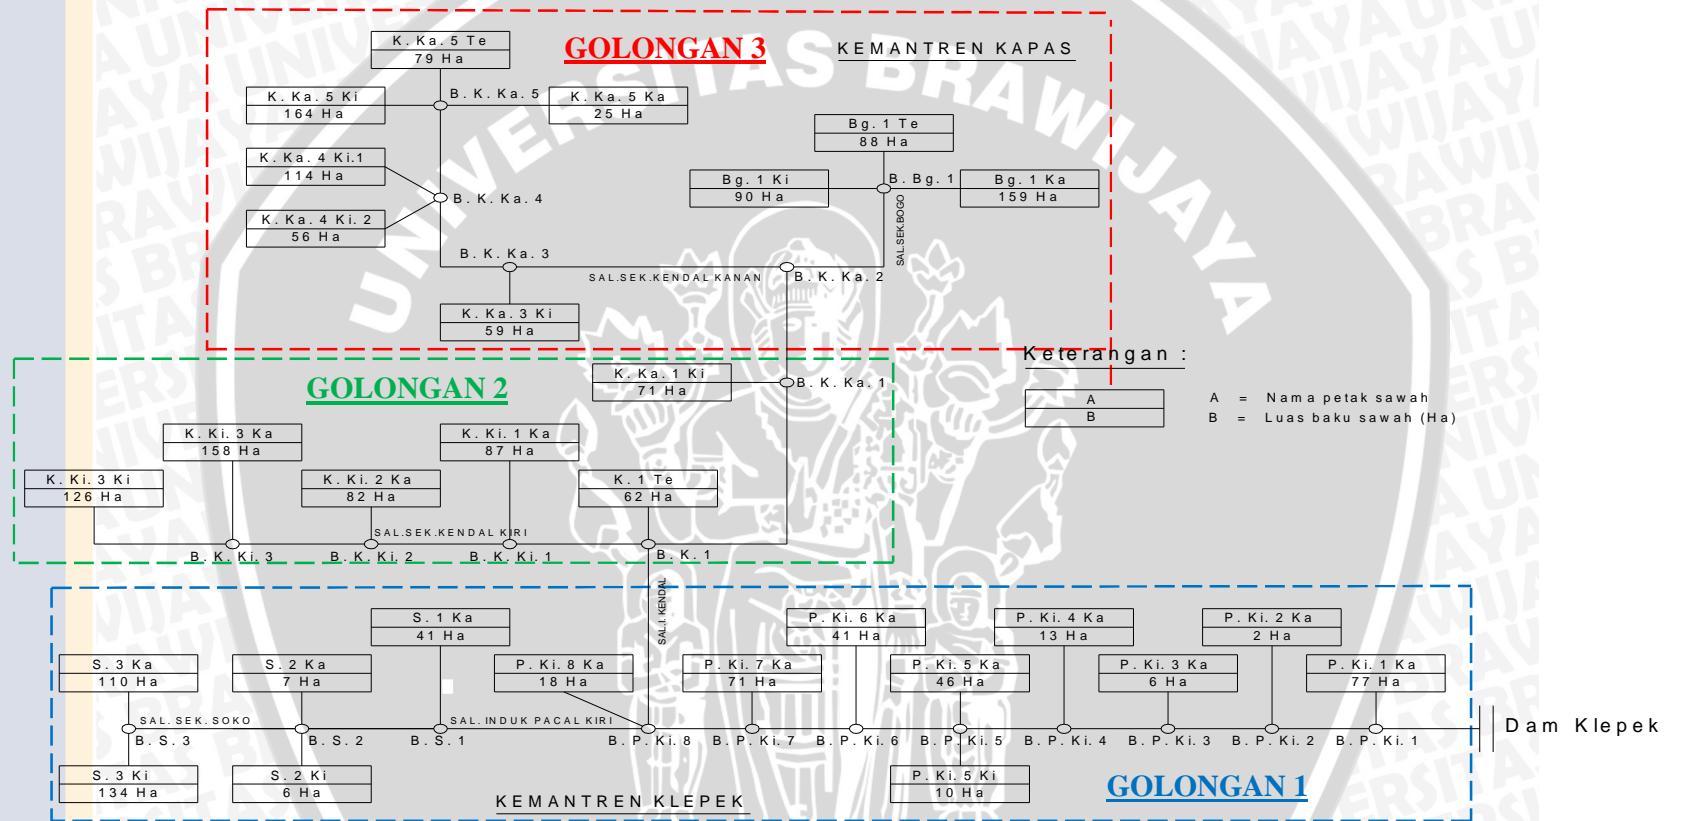 UNIVERSITAS BRAWIJAYA
GOLONGAN 3
KEMANTREN KAPAS
K. Ka. 5 Te
79 Ha
K. Ka. 5 Ki
164 Ha
B. K. Ka. 5
K. Ka. 5 Ka
25 Ha
Bg. 1 Te
88 Ha
K. Ka. 4 Ki.1
114 Ha
Bg. 1 Ki
90 Ha
B. Bg. 1
Bg. 1 Ka
159 Ha
B. K. Ka. 4
K. Ka. 4 Ki. 2
56 Ha
SAL.SEK.BOGO
B. K. Ka. 3
SAL.SEK.KENDAL KANAN
B. K. Ka. 2
K. Ka. 3 Ki
59 Ha
Keterangan :
A
B
A = Nama petak sawah
B = Luas baku sawah (Ha)
GOLONGAN 2
K. Ka. 1 Ki
71 Ha
B. K. Ka. 1
K. Ki. 3 Ka
158 Ha
K. Ki. 1 Ka
87 Ha
K. Ki. 3 Ki
126 Ha
K. Ki. 2 Ka
82 Ha
K. 1 Te
62 Ha
SAL.SEK.KENDAL KIRI
B. K. Ki. 3
B. K. Ki. 2
B. K. Ki. 1
B. K. 1
SAL.I. KENDAL
S. 1 Ka
41 Ha
P. Ki. 6 Ka
41 Ha
P. Ki. 4 Ka
13 Ha
P. Ki. 2 Ka
2 Ha
S. 3 Ka
110 Ha
S. 2 Ka
7 Ha
P. Ki. 8 Ka
18 Ha
P. Ki. 7 Ka
71 Ha
P. Ki. 5 Ka
46 Ha
P. Ki. 3 Ka
6 Ha
P. Ki. 1 Ka
77 Ha
SAL. SEK. SOKO
SAL. INDUK PACAL KIRI
Dam Klepek
B. S. 3
B. S. 2
B. S. 1
B. P. Ki. 8
B. P. Ki. 7
B. P. Ki. 6
B. P. Ki. 5
B. P. Ki. 4
B. P. Ki. 3
B. P. Ki. 2
B. P. Ki. 1
S. 3 Ki
134 Ha
S. 2 Ki
6 Ha
P. Ki. 5 Ki
10 Ha
KEMANTREN KLEPEK
GOLONGAN 1